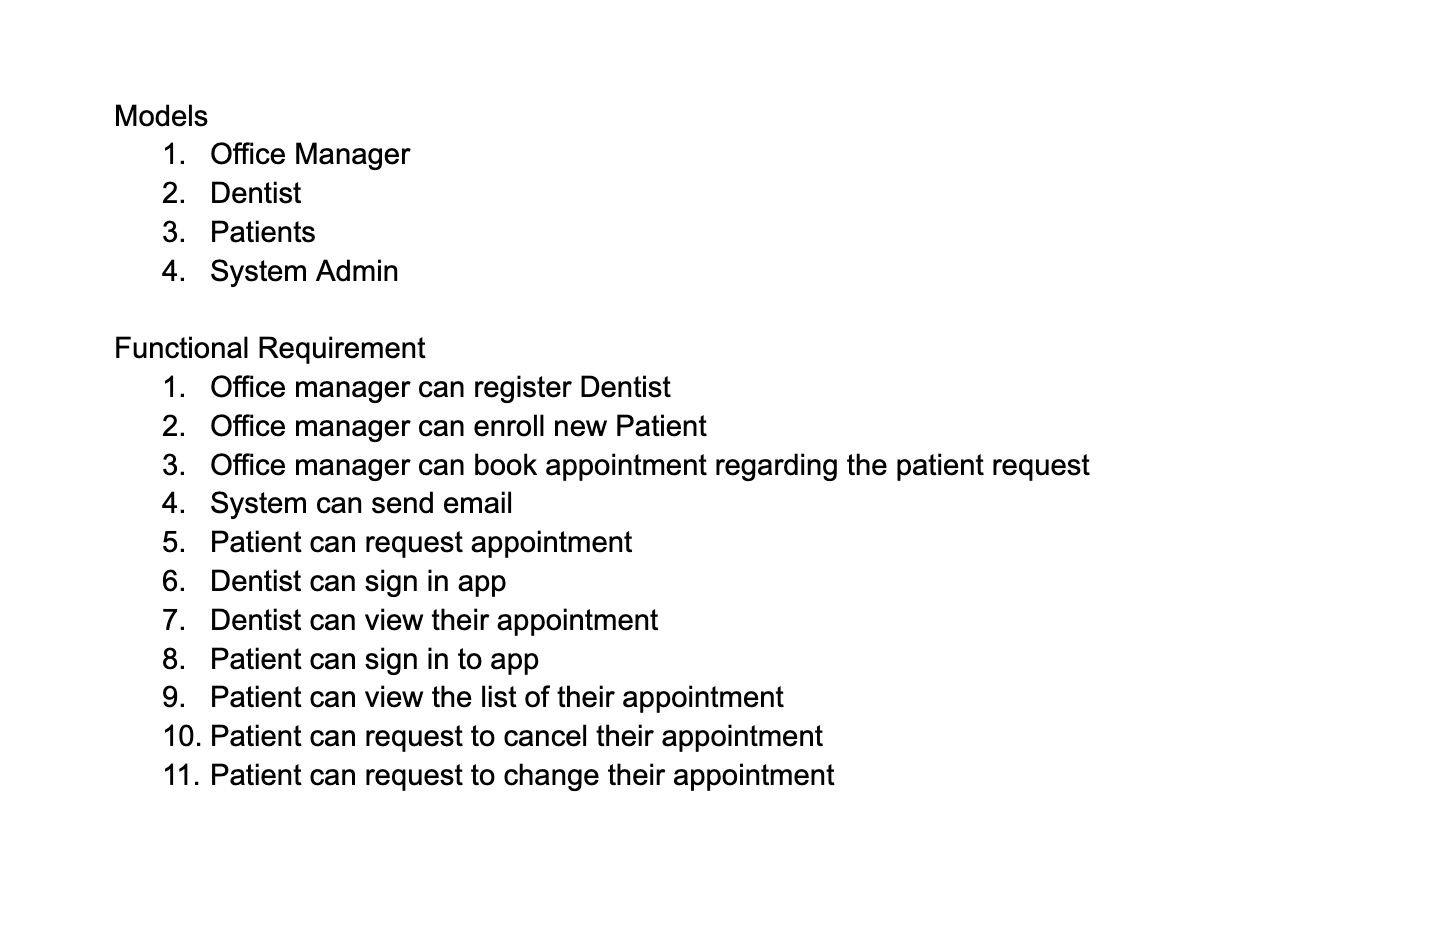 Models
1. Office Manager
2. Dentist
3. Patients
4. System Admin
Functional Requirement
1. Office manager can register Dentist
2. Office manager can enroll new Patient
3. Office manager can book appointment regarding the patient request
4. System can send email
5. Patient can request appointment
6. Dentist can sign in app
7. Dentist can view their appointment
8. Patient can sign in to app
9. Patient can view the list of their appointment
10. Patient can request to cancel their appointment
11. Patient can request to change their appointment